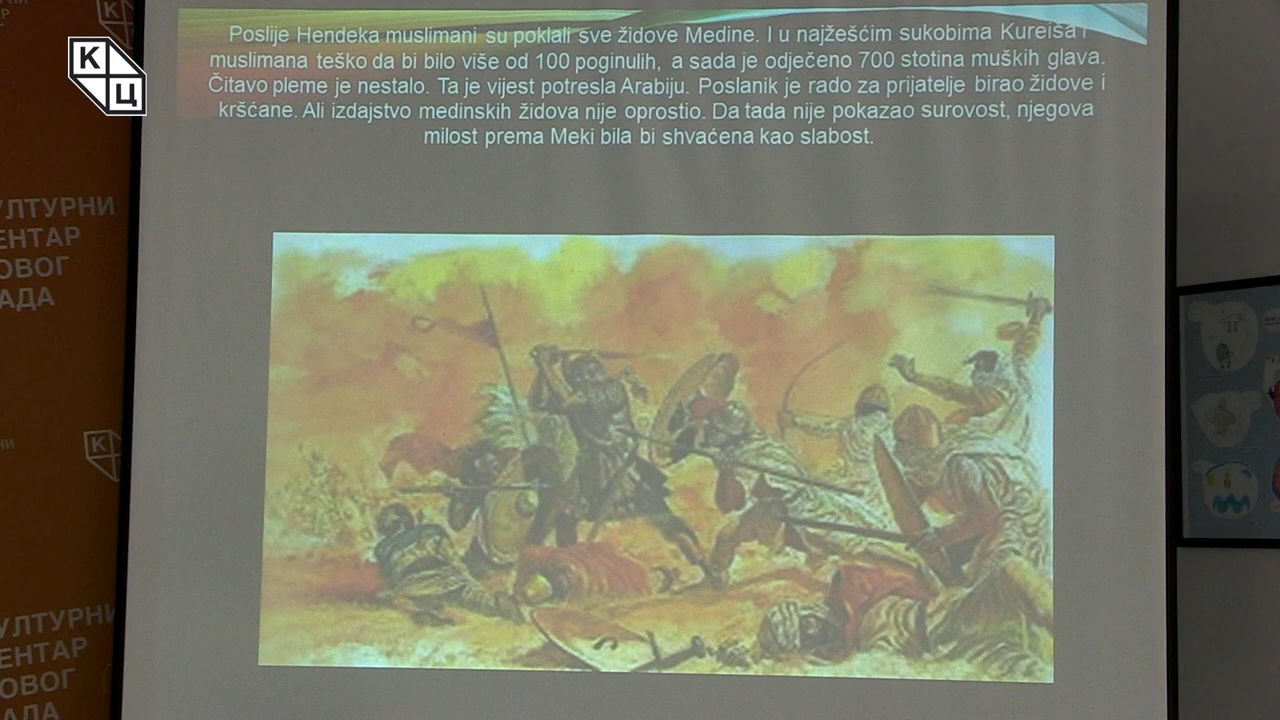 Poslije Hendeka muslimani su poklali sve židove Medine. I u najžešćim sukobima Kureiša i
muslimana teško da bi bilo više od 100 poginulih, a sada je odječeno 700 stotina muških glava.
Čitavo pleme je nestalo. Ta je vijest potresla Arabiju. Poslanik je rado za prijatelje birao židove i
kršćane. Ali izdajstvo medinskih židova nije oprostio. Da tada nije pokazao surovost, njegova
milost prema Meki bila bi shvaćena kao slabost.
К
Ц
УЛТУРНИ
ЕНТАР
ОВОГ
АДА
К
УЛТУРНИ
ЕНТАР
ОВОГ
АДА